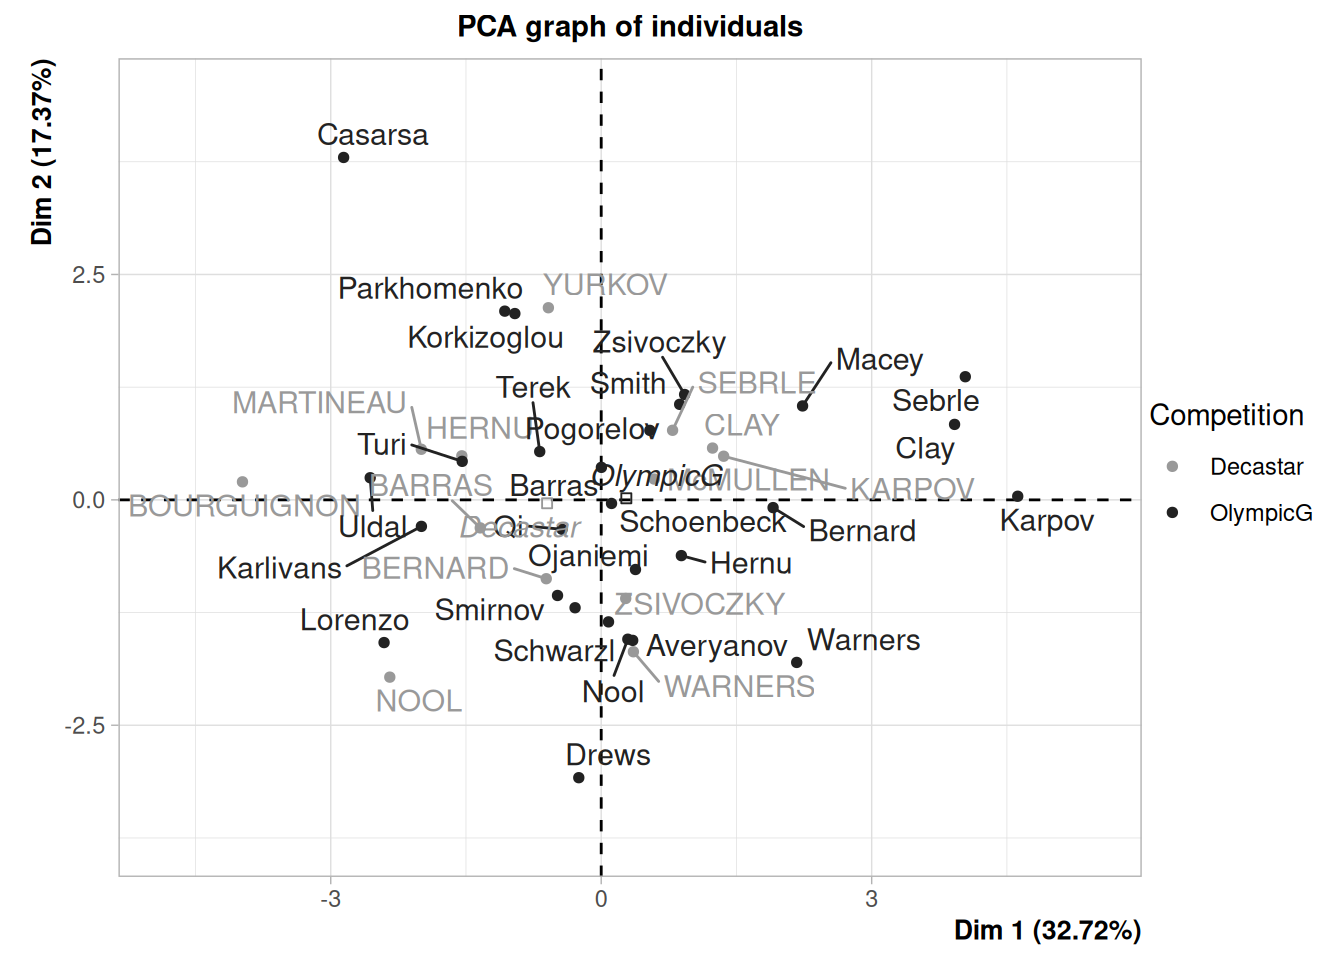 PCA graph of individuals
Dim 2 (17.37%)
Casarsa
2.5
Parkhomenko
YURKOV
Korkizoglou
Zsivoczky
Macey
Terek
Smith
SEBRLE
Sebrle
MARTINEAU
HERNU
Pogorelov
CLAY
Clay
Turi
BARRAS
Barras
OlympicG
McMULLEN
KARPOV
0.0
BOURGUIGNON
Uldal
Decastar
Qi
Schoenbeck
Bernard
Karpov
Karlivans
BERNARD
Ojaniemi
Hernu
Lorenzo
Smirnov
ZSIVOCZKY
Schwarzl
Averyanov
Warners
NOOL
Nool
WARNERS
-2.5
Drews
-3
0
3
Dim 1 (32.72%)
Competition
Decastar
OlympicG